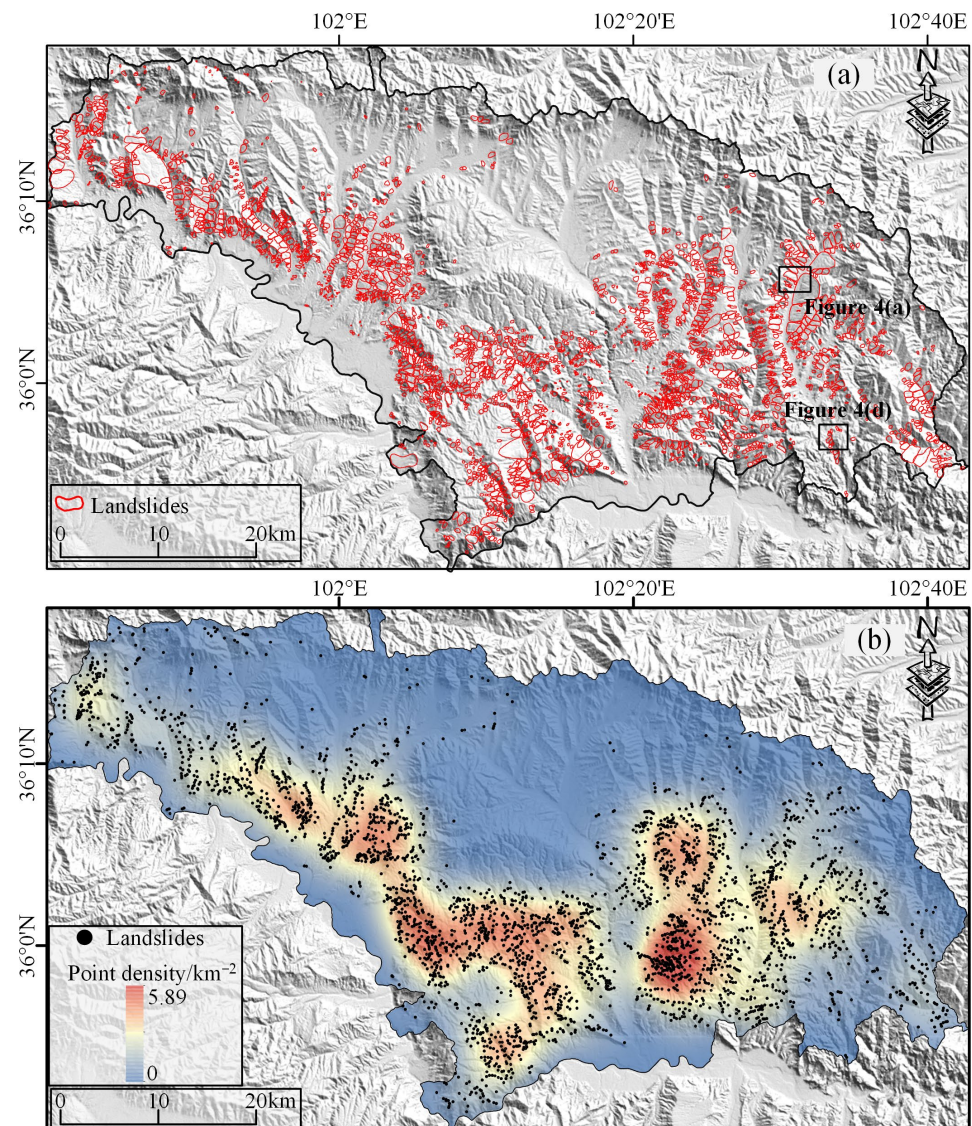 102°E 102°20'E 102°40'E
(a)
N
36°10'N
Figure 4(a)
36°0'N
Figure 4(d)
Landslides
0 10 20km
102°E 102°20'E 102°40'E
(b)
N
36°10'N
36°0'N
Landslides
Point density/km⁻²
5.89
0
0 10 20km